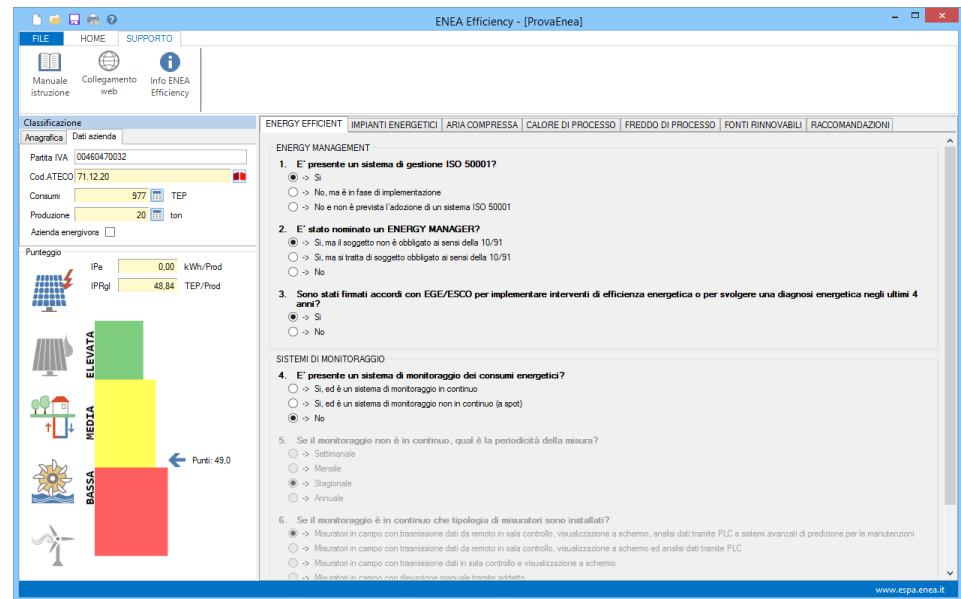 ENEA Efficiency - [ProvaEnea]
FILE HOME SUPPORTO
Manuale istruzione
Collegamento web
Info ENEA Efficiency
Classificazione
Anagrafica Dati azienda
Partita IVA 00460470032
Cod.ATECO 71.12.20
Consumi 977 TEP
Produzione 20 ton
Azienda energivora
Punteggio
IPe 0,00 kWh/Prod
IPRgl 48,84 TEP/Prod
ELEVATA
MEDIA
Punti: 49,0
BASSA
ENERGY EFFICIENT IMPIANTI ENERGETICI ARIA COMPRESSA CALORE DI PROCESSO FREDDO DI PROCESSO FONTI RINNOVABILI RACCOMANDAZIONI
ENERGY MANAGEMENT
1. E' presente un sistema di gestione ISO 50001?
-> Si
-> No, ma è in fase di implementazione
-> No e non è prevista l'adozione di un sistema ISO 50001
2. E' stato nominato un ENERGY MANAGER?
-> Si, ma il soggetto non è obbligato ai sensi della 10/91
-> Si, ma si tratta di soggetto obbligato ai sensi della 10/91
-> No
3. Sono stati firmati accordi con EGE/ESCO per implementare interventi di efficienza energetica o per svolgere una diagnosi energetica negli ultimi 4
anni?
-> Si
-> No
SISTEMI DI MONITORAGGIO
4. E' presente un sistema di monitoraggio dei consumi energetici?
-> Si, ed è un sistema di monitoraggio in continuo
-> Si, ed è un sistema di monitoraggio non in continuo (a spot)
-> No
5. Se il monitoraggio non è in continuo, qual è la periodicità della misura?
-> Settimanale
-> Mensile
-> Stagionale
-> Annuale
6. Se il monitoraggio è in continuo che tipologia di misuratori sono installati?
-> Misuratori in campo con trasmissione dati da remoto in sala controllo, visualizzazione a schermo, analisi dati tramite PLC e sistemi avanzati di predizione per le manutenzioni
-> Misuratori in campo con trasmissione dati da remoto in sala controllo, visualizzazione a schermo ed analisi dati tramite PLC
-> Misuratori in campo con trasmissione dati in sala controllo e visualizzazione a schermo
-> Misuratori in campo con rilevazione manuale tramite addetto
www.espa.enea.it